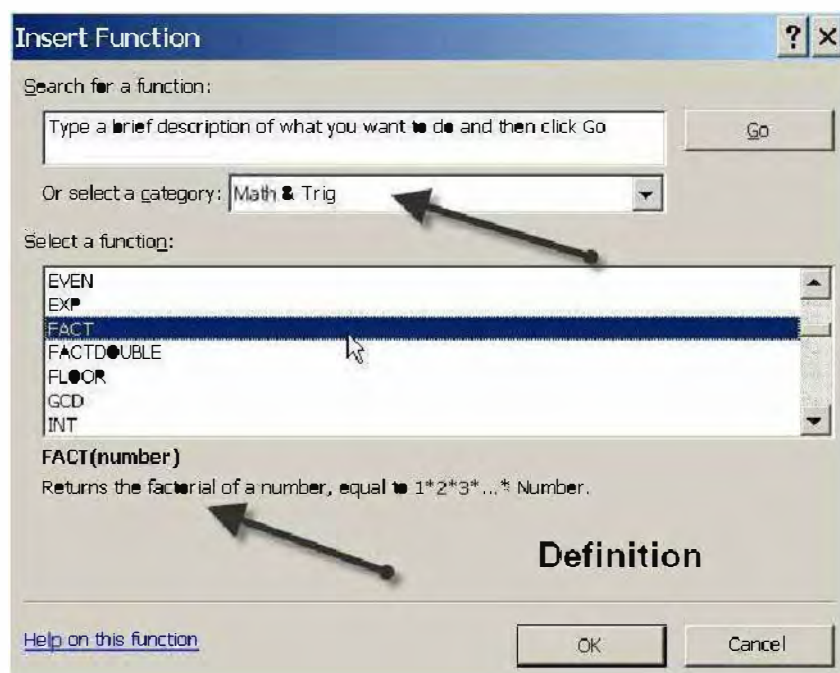 Insert Function
? ×
Search for a function:
Type a brief description of what you want to do and then click Go
Go
Or select a category: Math & Trig
Select a function:
EVEN
EXP
FACT
FACTDOUBLE
FLOOR
GCD
INT
FACT(number)
Returns the factorial of a number, equal to 1*2*3*...* Number.
Definition
Help on this function
OK
Cancel